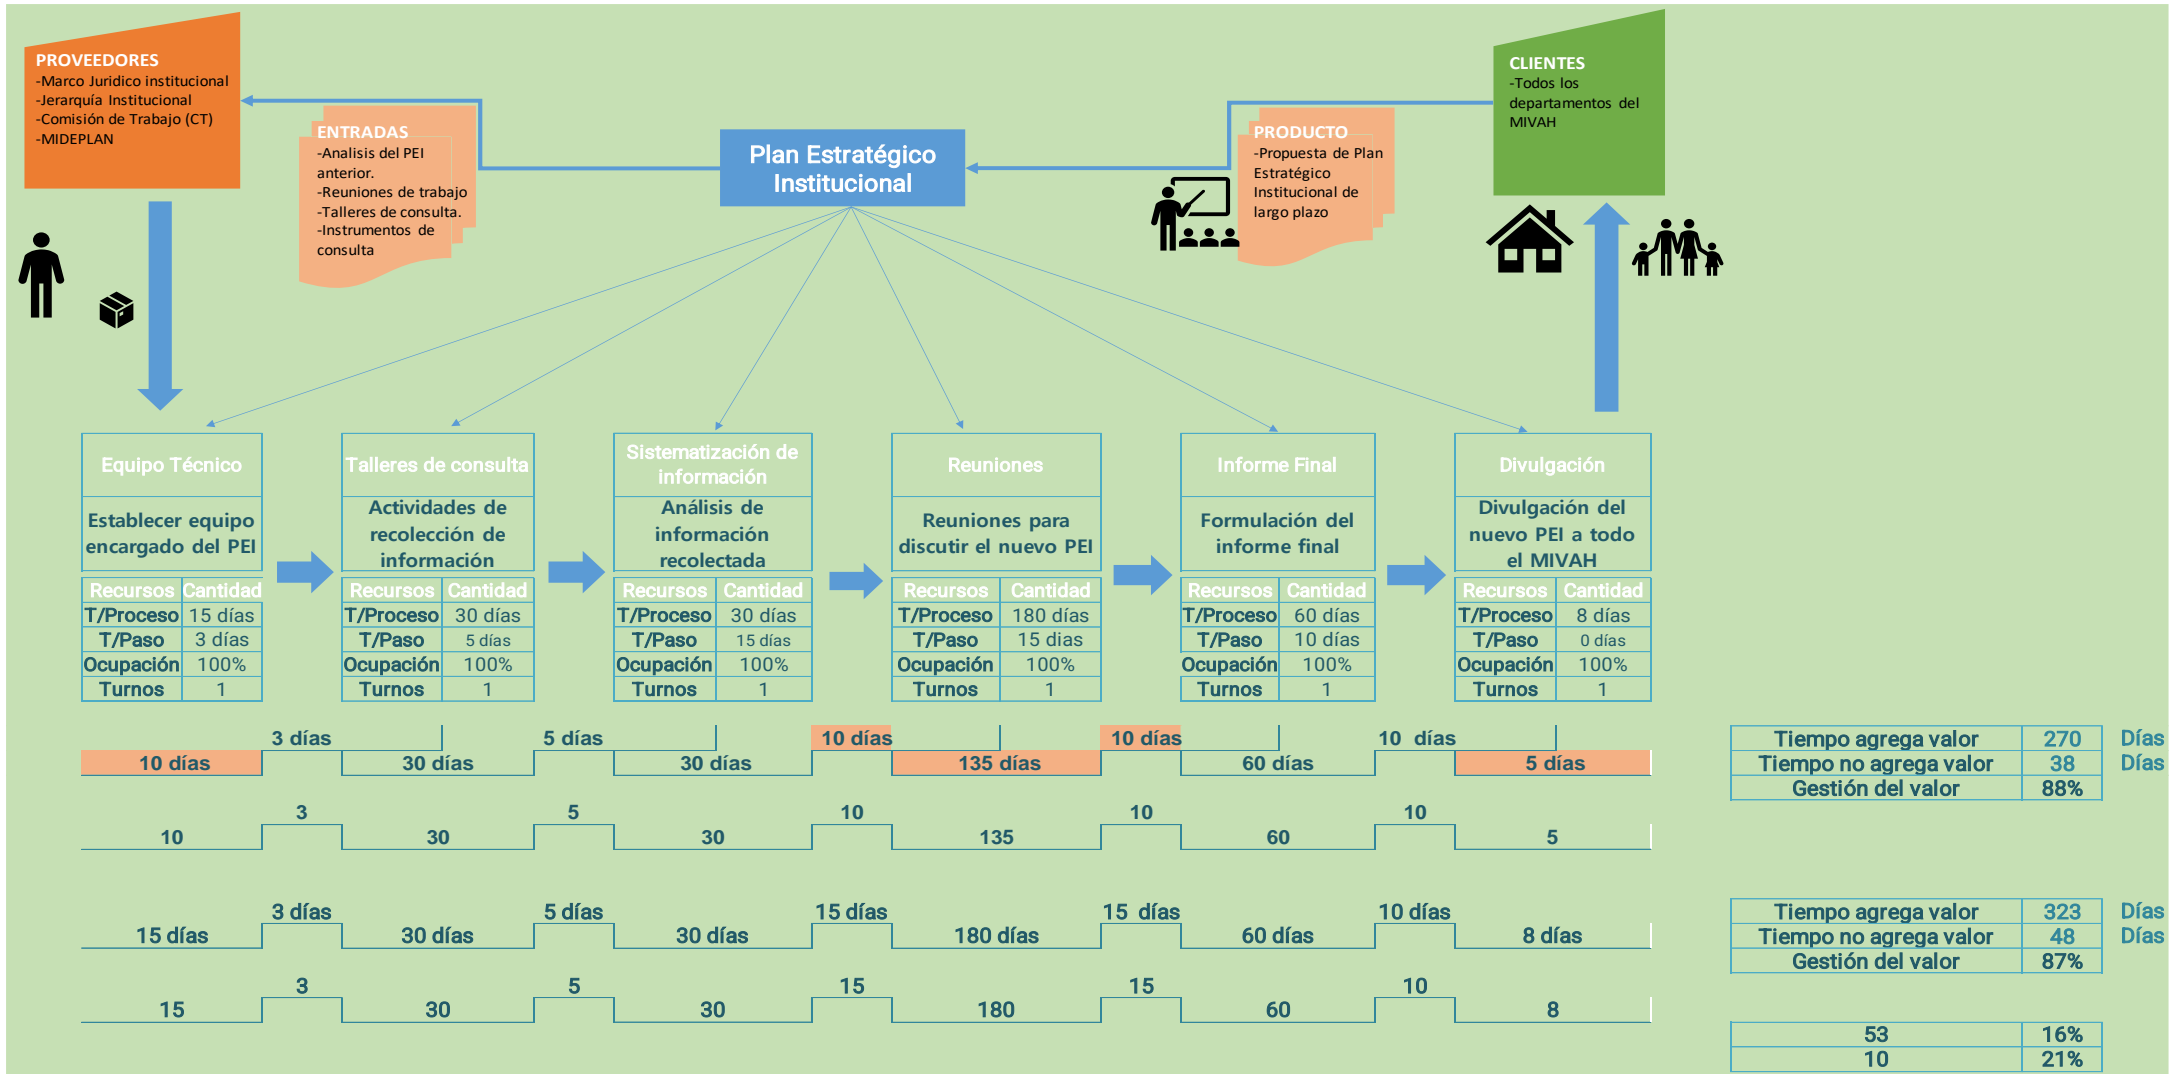 PROVEEDORES
-Marco Juridico institucional
-Jerarquía Institucional
-Comisión de Trabajo (CT)
-MIDEPLAN
ENTRADAS
-Analisis del PEI
anterior.
-Reuniones de trabajo
-Talleres de consulta.
-Instrumentos de
consulta
Plan Estratégico
Institucional
PRODUCTO
-Propuesta de Plan
Estratégico
Institucional de
largo plazo
CLIENTES
-Todos los
departamentos del
MIVAH
Equipo Técnico
Establecer equipo
encargado del PEI
Recursos Cantidad
T/Proceso 15 días
T/Paso 3 días
Ocupación 100%
Turnos 1
Talleres de consulta
Actividades de
recolección de
información
Recursos Cantidad
T/Proceso 30 días
T/Paso 5 días
Ocupación 100%
Turnos 1
Sistematización de
información
Análisis de
información
recolectada
Recursos Cantidad
T/Proceso 30 días
T/Paso 15 días
Ocupación 100%
Turnos 1
Reuniones
Reuniones para
discutir el nuevo PEI
Recursos Cantidad
T/Proceso 180 días
T/Paso 15 dias
Ocupación 100%
Turnos 1
Informe Final
Formulación del
informe final
Recursos Cantidad
T/Proceso 60 días
T/Paso 10 días
Ocupación 100%
Turnos 1
Divulgación
Divulgación del
nuevo PEI a todo
el MIVAH
Recursos Cantidad
T/Proceso 8 días
T/Paso 0 días
Ocupación 100%
Turnos 1
3 días 5 días 10 días 10 días 10 días
10 días 30 días 30 días 135 días 60 días 5 días
3 5 10 10 10
10 30 30 135 60 5
3 días 5 días 15 días 15 días 10 días
15 días 30 días 30 días 180 días 60 días 8 días
3 5 15 15 10
15 30 30 180 60 8
Tiempo agrega valor 270 Días
Tiempo no agrega valor 38 Días
Gestión del valor 88%
Tiempo agrega valor 323 Días
Tiempo no agrega valor 48 Días
Gestión del valor 87%
53 16%
10 21%